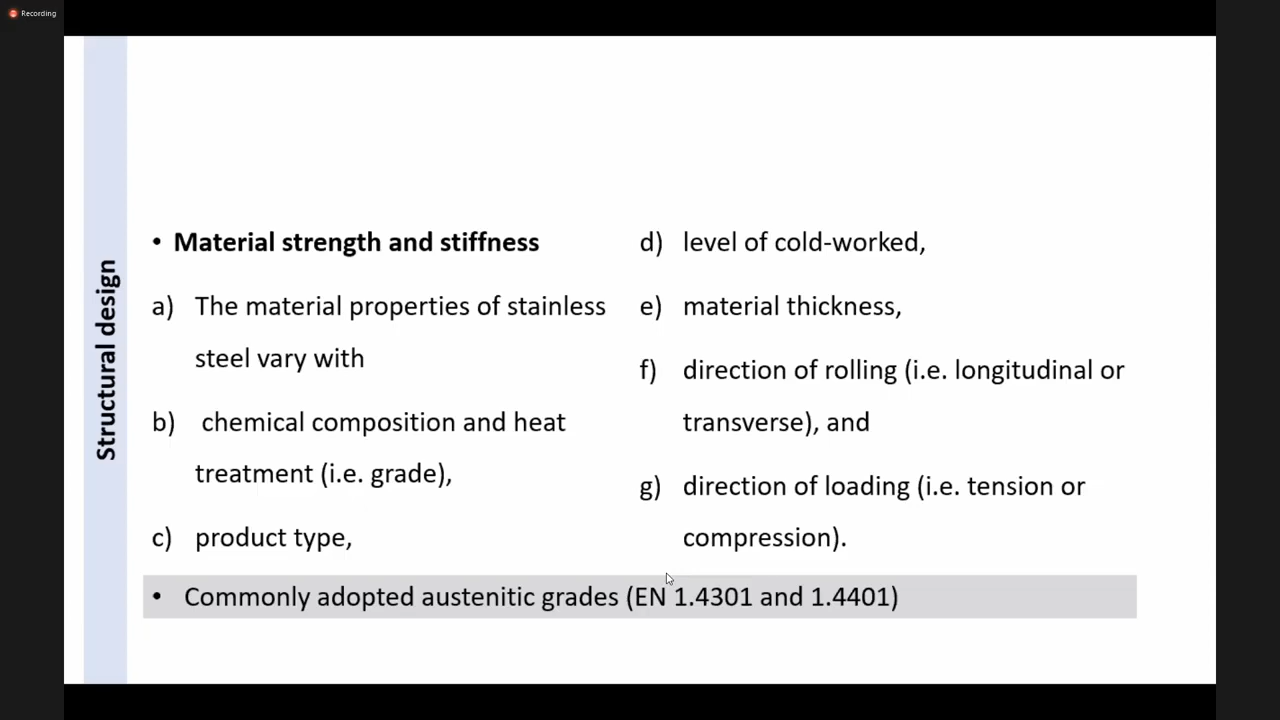 Recording
Structural design
• Material strength and stiffness
a) The material properties of stainless
steel vary with
b) chemical composition and heat
treatment (i.e. grade),
c) product type,
d) level of cold-worked,
e) material thickness,
f) direction of rolling (i.e. longitudinal or
transverse), and
g) direction of loading (i.e. tension or
compression).
• Commonly adopted austenitic grades (EN 1.4301 and 1.4401)